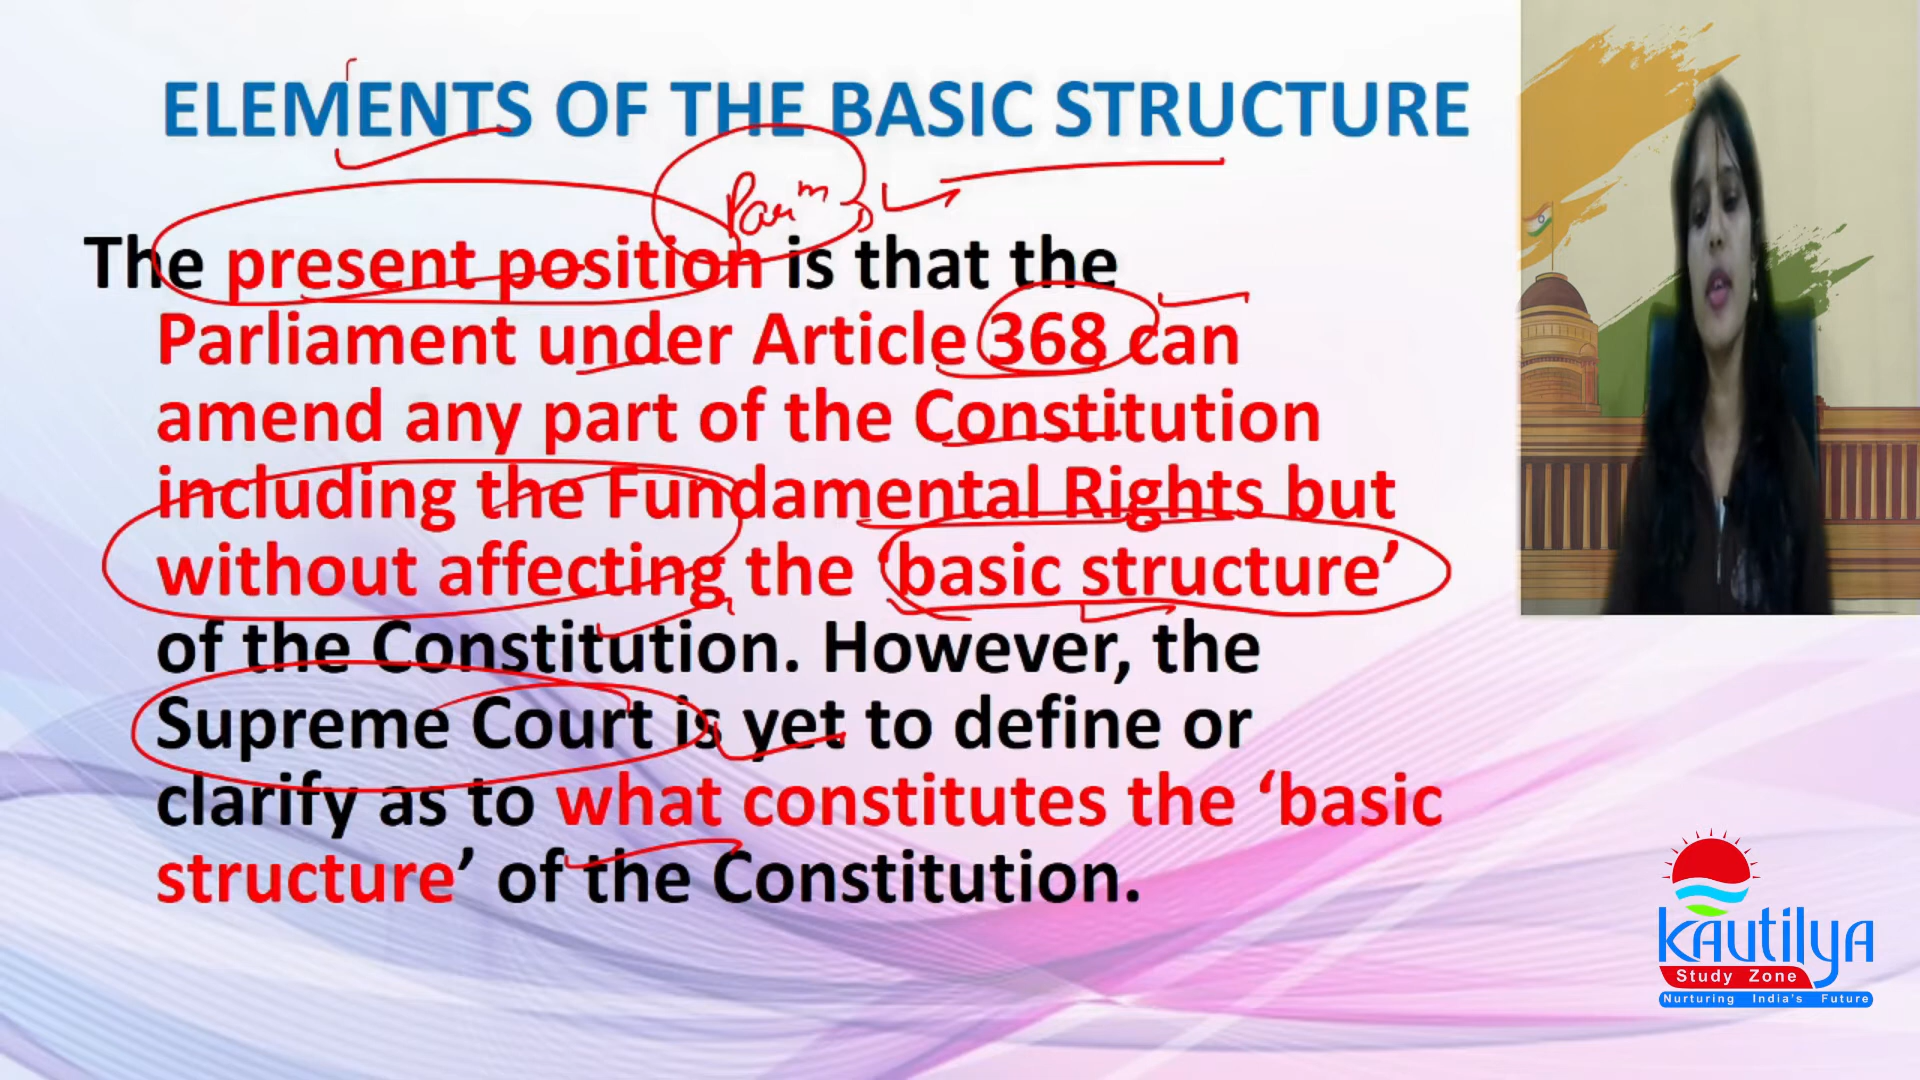 ELEMENTS OF THE BASIC STRUCTURE
Parm
The present position is that the
Parliament under Article 368 can
amend any part of the Constitution
including the Fundamental Rights but
without affecting the ‘basic structure’
of the Constitution. However, the
Supreme Court is yet to define or
clarify as to what constitutes the ‘basic
structure’ of the Constitution.
Kautilya
Study Zone
Nurturing India's Future